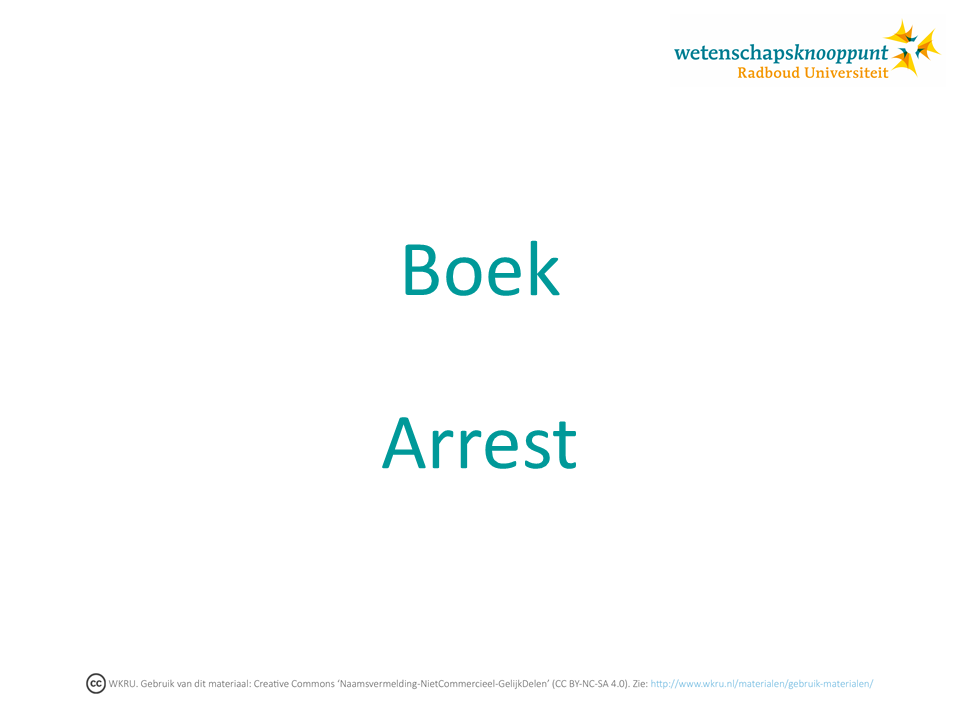 wetenschapsknooppunt
Radboud Universiteit
Boek
Arrest
cc WKRU. Gebruik van dit materiaal: Creative Commons ‘Naamsvermelding-NietCommercieel-GelijkDelen’ (CC BY-NC-SA 4.0). Zie: http://www.wkru.nl/materialen/gebruik-materialen/